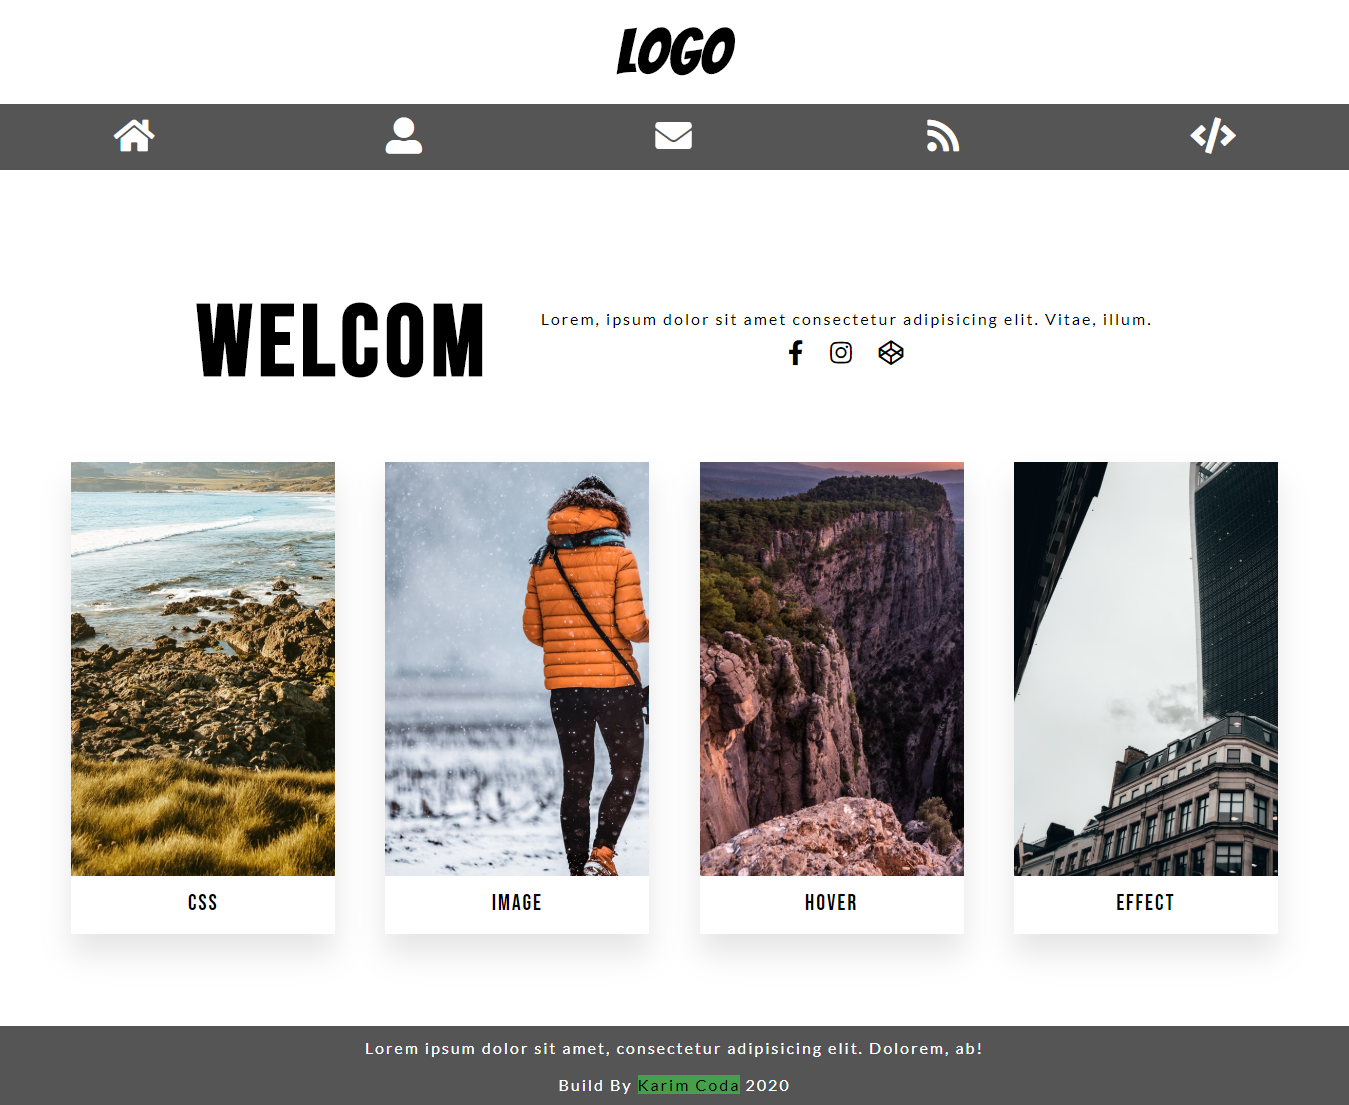 LOGO
WELCOM
Lorem, ipsum dolor sit amet consectetur adipisicing elit. Vitae, illum.
CSS
IMAGE
HOVER
EFFECT
Lorem ipsum dolor sit amet, consectetur adipisicing elit. Dolorem, ab!
Build By Karim Coda 2020